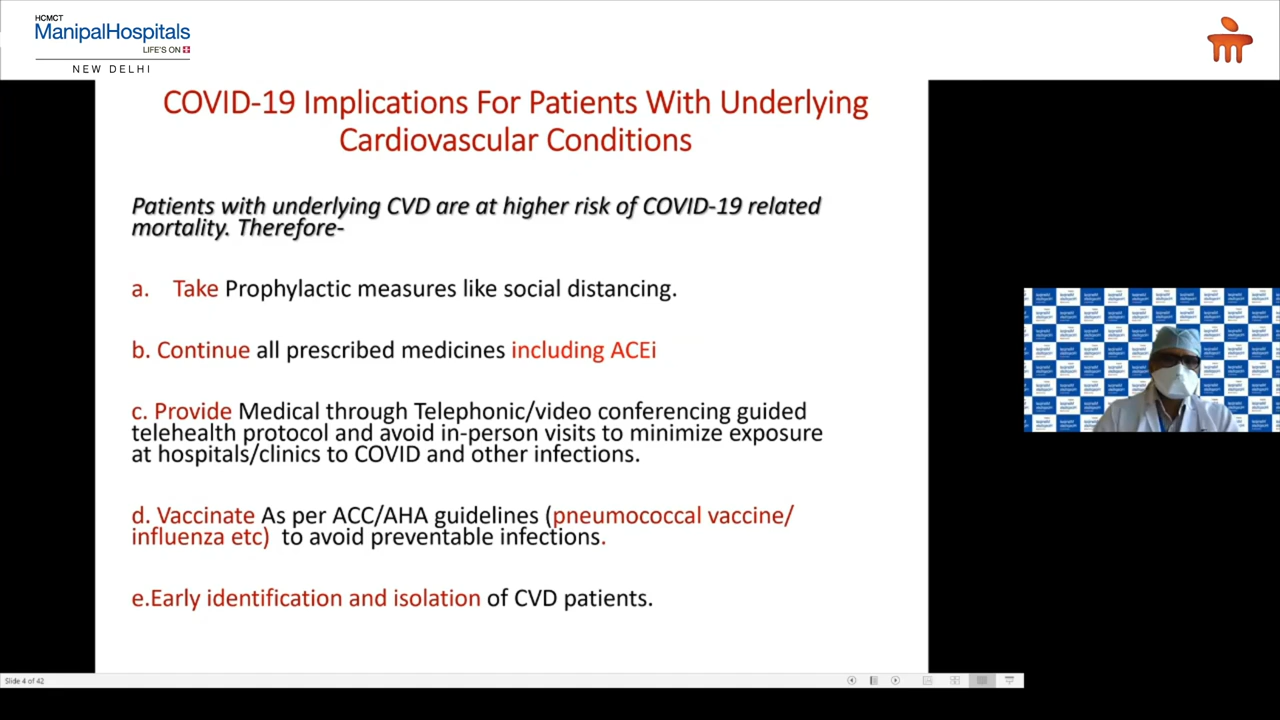 HCMCT
ManipalHospitals
LIFE'S ON
NEW DELHI
COVID-19 Implications For Patients With Underlying
Cardiovascular Conditions
Patients with underlying CVD are at higher risk of COVID-19 related
mortality. Therefore-
a. Take Prophylactic measures like social distancing.
b. Continue all prescribed medicines including ACEi
c. Provide Medical through Telephonic/video conferencing guided
telehealth protocol and avoid in-person visits to minimize exposure
at hospitals/clinics to COVID and other infections.
d. Vaccinate As per ACC/AHA guidelines (pneumococcal vaccine/
influenza etc) to avoid preventable infections.
e.Early identification and isolation of CVD patients.
Slide 4 of 42